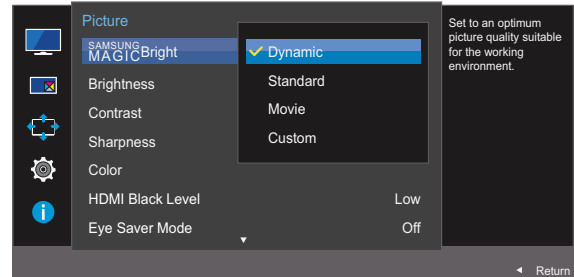 Picture
SAMSUNG
MAGICBright
Dynamic
Brightness
Standard
Contrast
Movie
Sharpness
Custom
Color
HDMI Black Level Low
Eye Saver Mode Off
Set to an optimum
picture quality suitable
for the working
environment.
Return